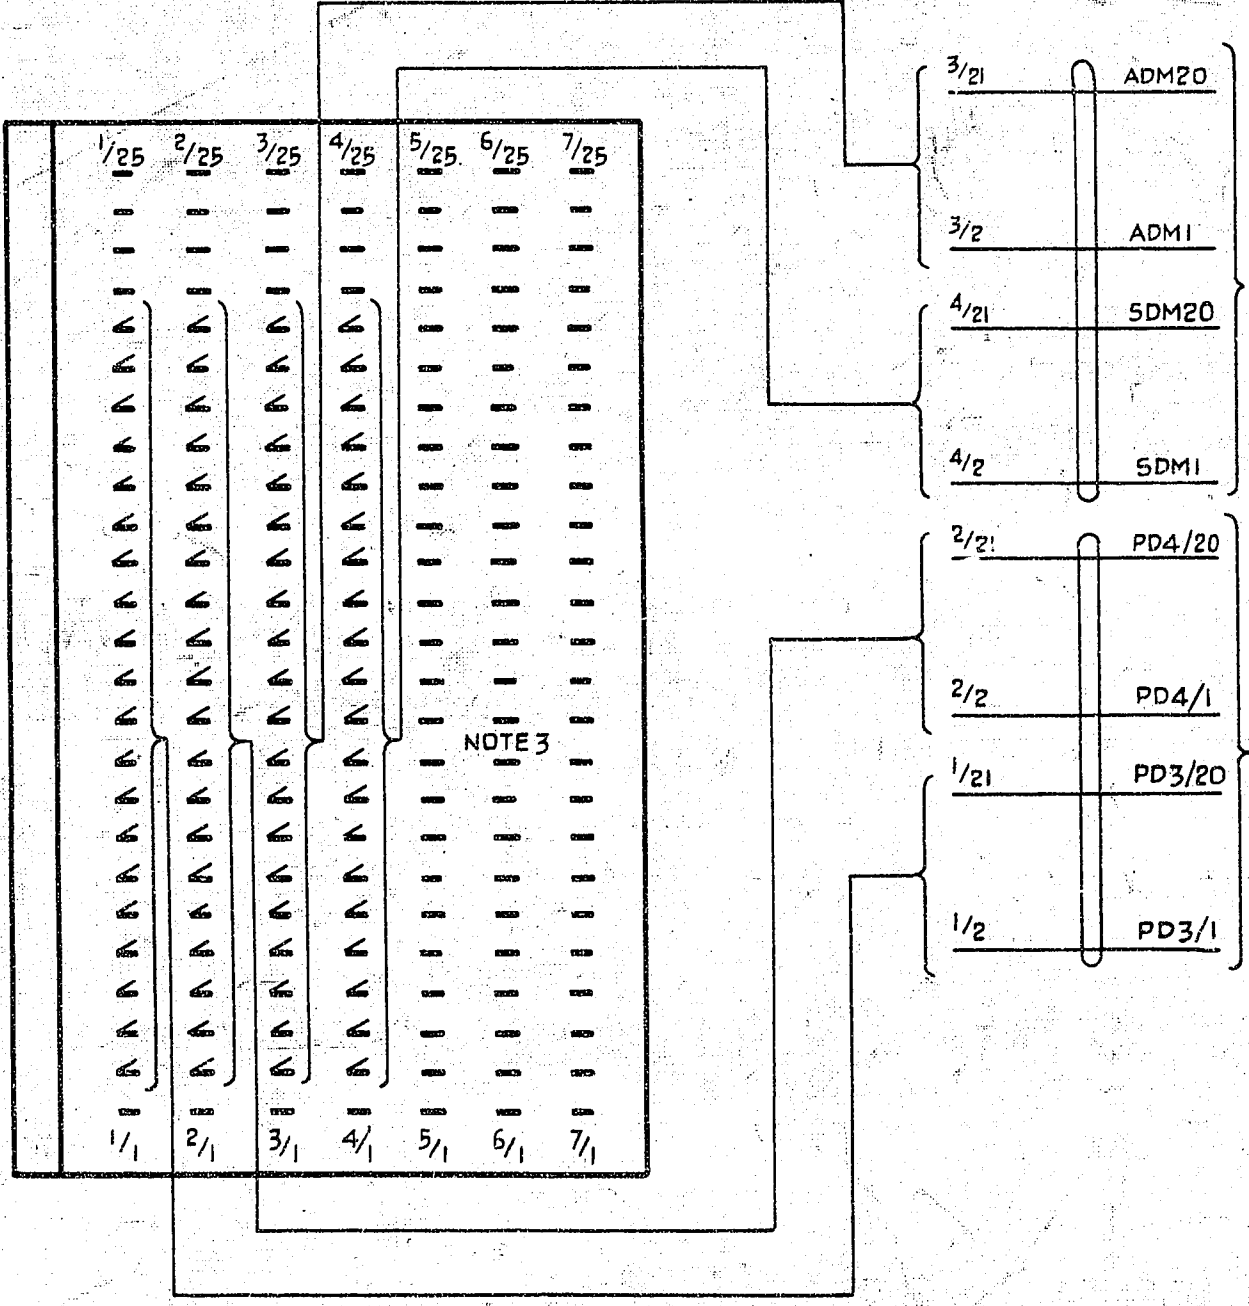 1/25 2/25 3/25 4/25 5/25 6/25 7/25
NOTE 3
1/1 2/1 3/1 4/1 5/1 6/1 7/1
3/21 ADM20
3/2 ADM1
4/21 SDM20
4/2 SDM1
2/21 PD4/20
2/2 PD4/1
1/21 PD3/20
1/2 PD3/1